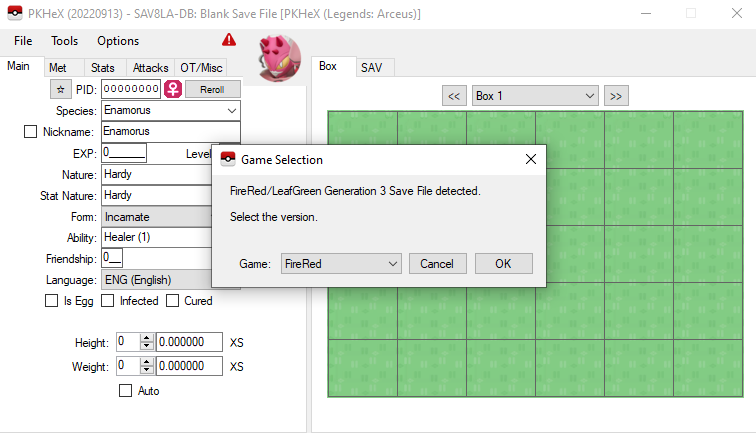 PKHeX (20220913) - SAV8LA-DB: Blank Save File [PKHeX (Legends: Arceus)]
File Tools Options
Main Met Stats Attacks OT/Misc
Box SAV
PID: 00000000 Reroll
<< Box 1 >>
Species: Enamorus
Nickname: Enamorus
EXP: 0 Level
Nature: Hardy
Stat Nature: Hardy
Form: Incarnate
Ability: Healer (1)
Friendship: 0
Language: ENG (English)
Is Egg Infected Cured
Height: 0 0.000000 XS
Weight: 0 0.000000 XS
Auto
Game Selection
FireRed/LeafGreen Generation 3 Save File detected.
Select the version.
Game: FireRed Cancel OK